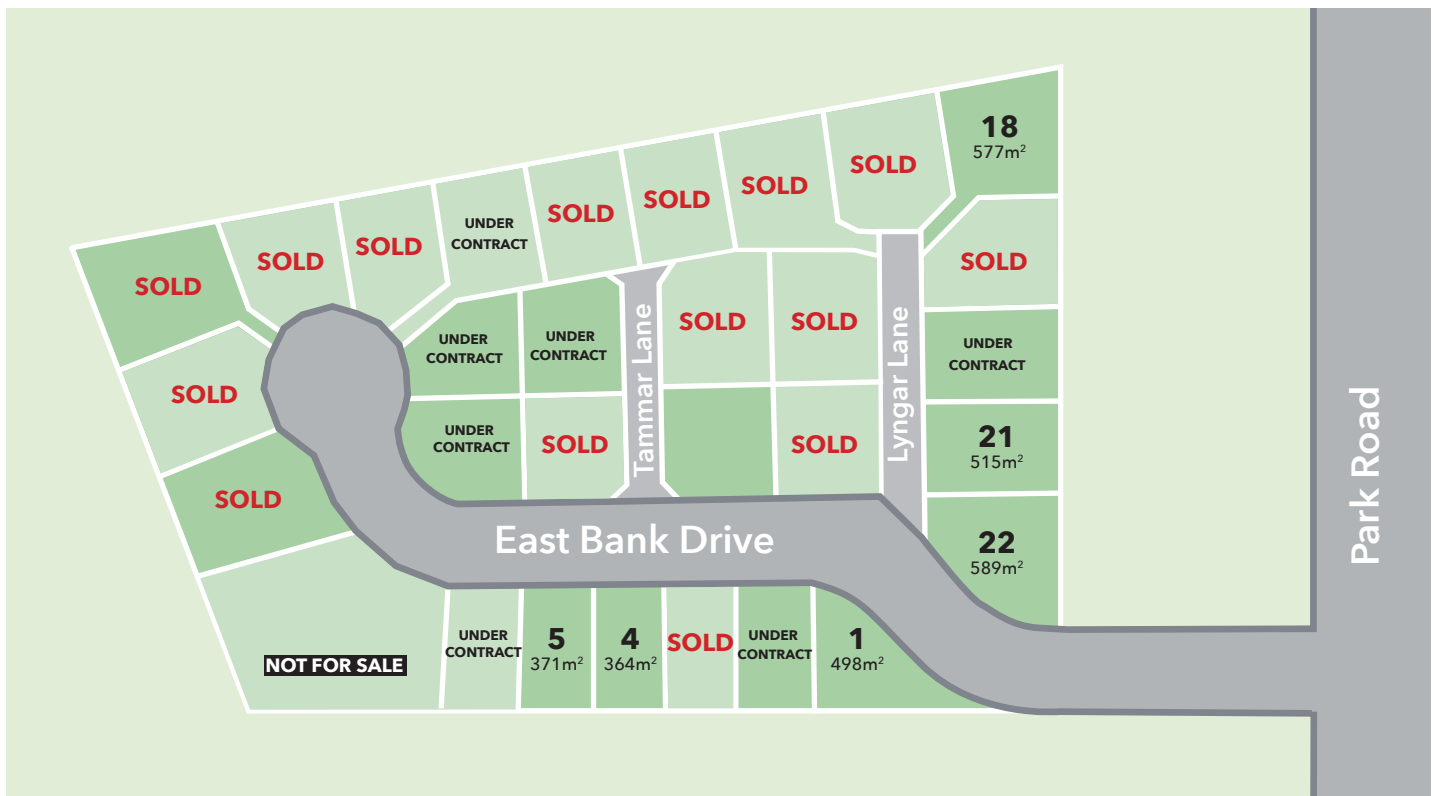 18
577m²
SOLD
SOLD
SOLD
SOLD
UNDER
CONTRACT
SOLD
SOLD
SOLD
SOLD
SOLD
SOLD
SOLD
UNDER
CONTRACT
UNDER
CONTRACT
UNDER
CONTRACT
Tammar Lane
Lyngar Lane
SOLD
UNDER
CONTRACT
SOLD
SOLD
21
515m²
Park Road
SOLD
East Bank Drive
22
589m²
NOT FOR SALE
UNDER
CONTRACT
5
371m²
4
364m²
SOLD
UNDER
CONTRACT
1
498m²